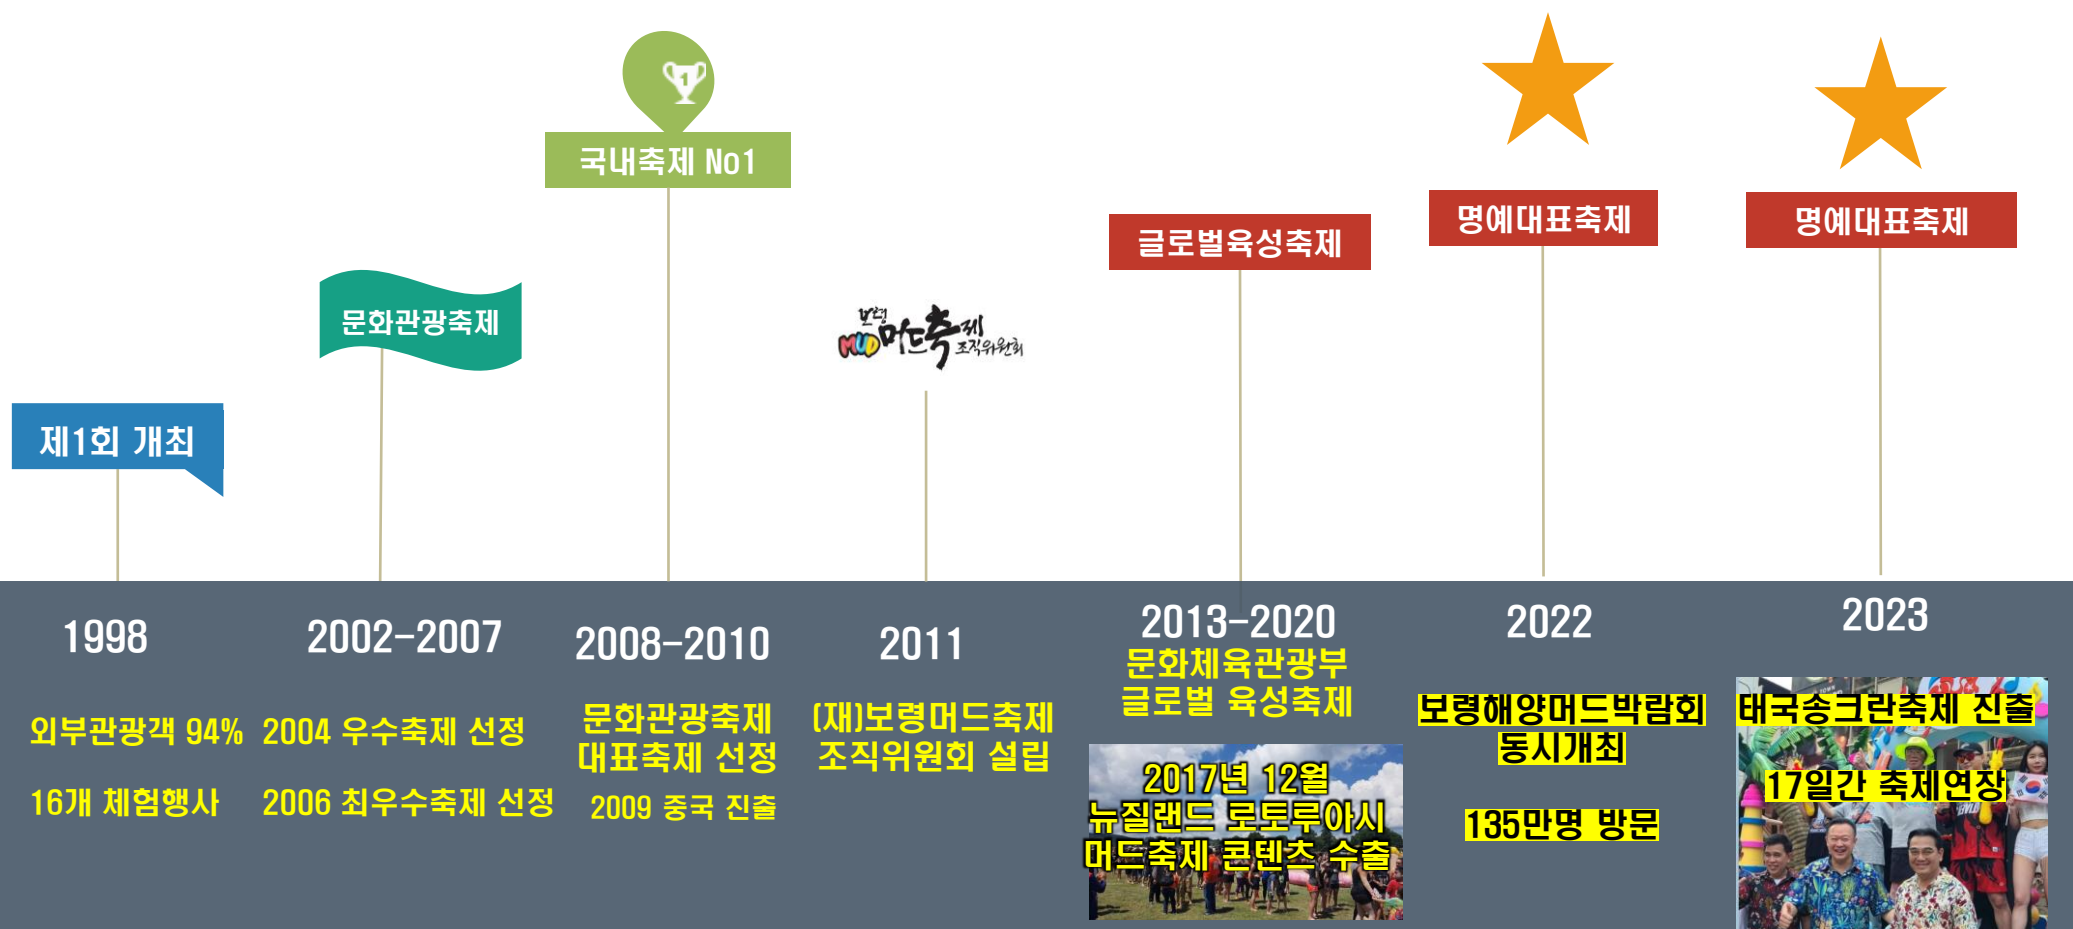 국내축제 No1
명예대표축제
명예대표축제
글로벌육성축제
문화관광축제
보령
MUD 머드축제
조직위원회
제1회 개최
1998
외부관광객 94%
16개 체험행사
2002-2007
2004 우수축제 선정
2006 최우수축제 선정
2008-2010
문화관광축제
대표축제 선정
2009 중국 진출
2011
(재)보령머드축제
조직위원회 설립
2013-2020
문화체육관광부
글로벌 육성축제
2017년 12월
뉴질랜드 로토루아시
머드축제 콘텐츠 수출
2022
보령해양머드박람회
동시개최
135만명 방문
2023
태국송크란축제 진출
17일간 축제연장